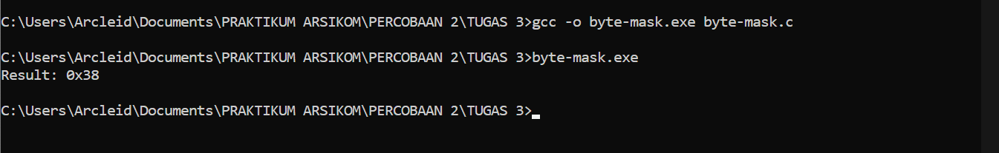 C:\Users\Arcleid\Documents\PRAKTIKUM ARSIKOM\PERCOBAAN 2\TUGAS 3>gcc -o byte-mask.exe byte-mask.c
C:\Users\Arcleid\Documents\PRAKTIKUM ARSIKOM\PERCOBAAN 2\TUGAS 3>byte-mask.exe
Result: 0x38
C:\Users\Arcleid\Documents\PRAKTIKUM ARSIKOM\PERCOBAAN 2\TUGAS 3>